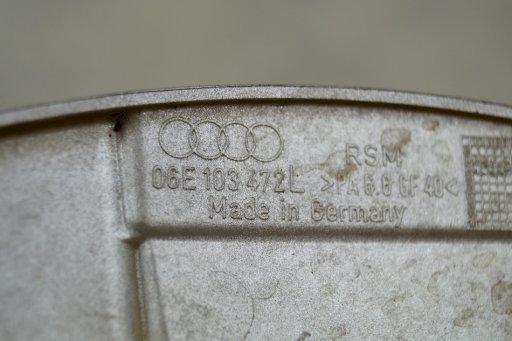 RSM
06E 103 472L >PA 6.6 GF 40<
Made in Germany